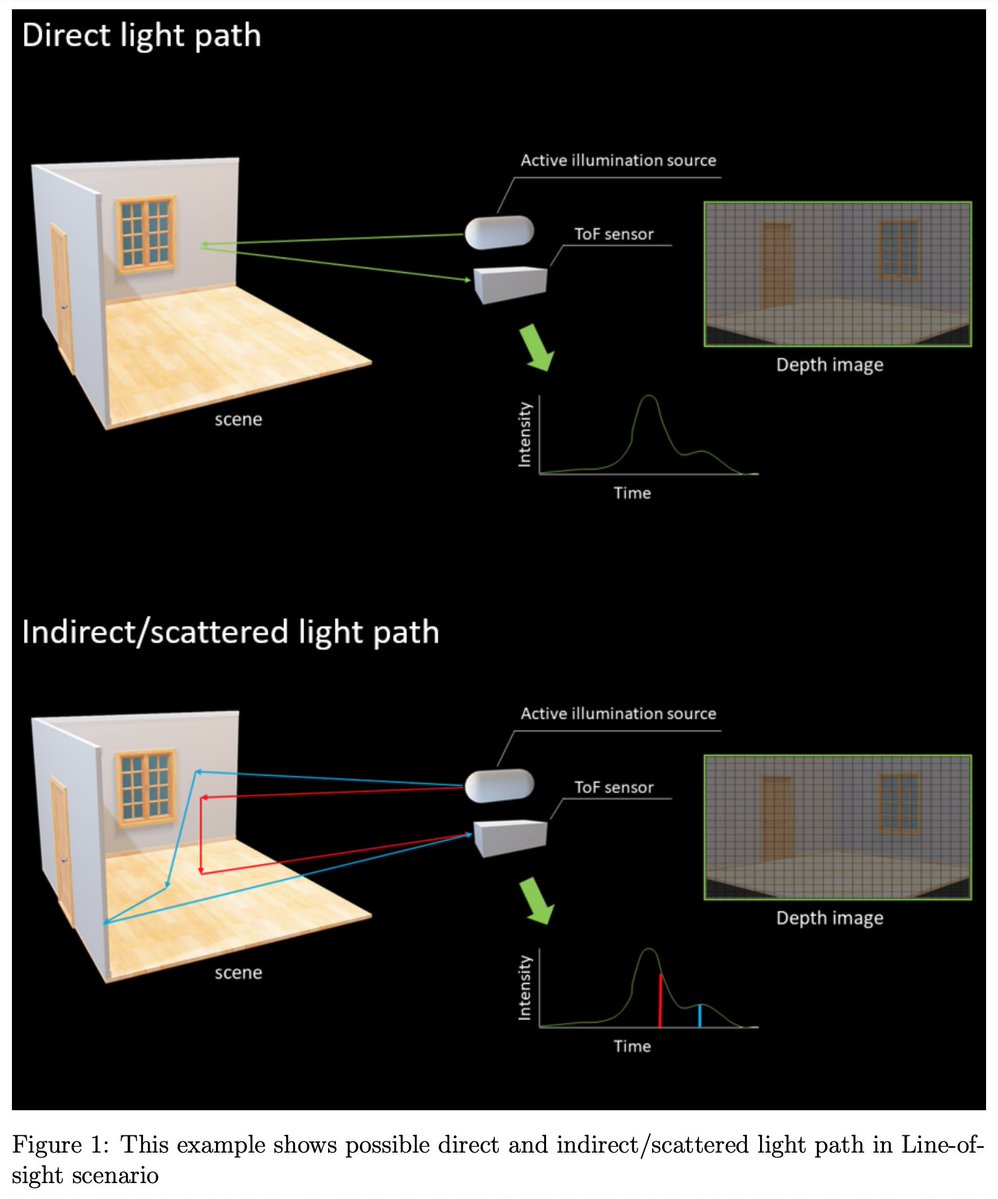 Direct light path
Active illumination source
ToF sensor
Depth image
scene
Intensity
Time
Indirect/scattered light path
Active illumination source
ToF sensor
Depth image
scene
Intensity
Time
Figure 1: This example shows possible direct and indirect/scattered light path in Line-of-
sight scenario